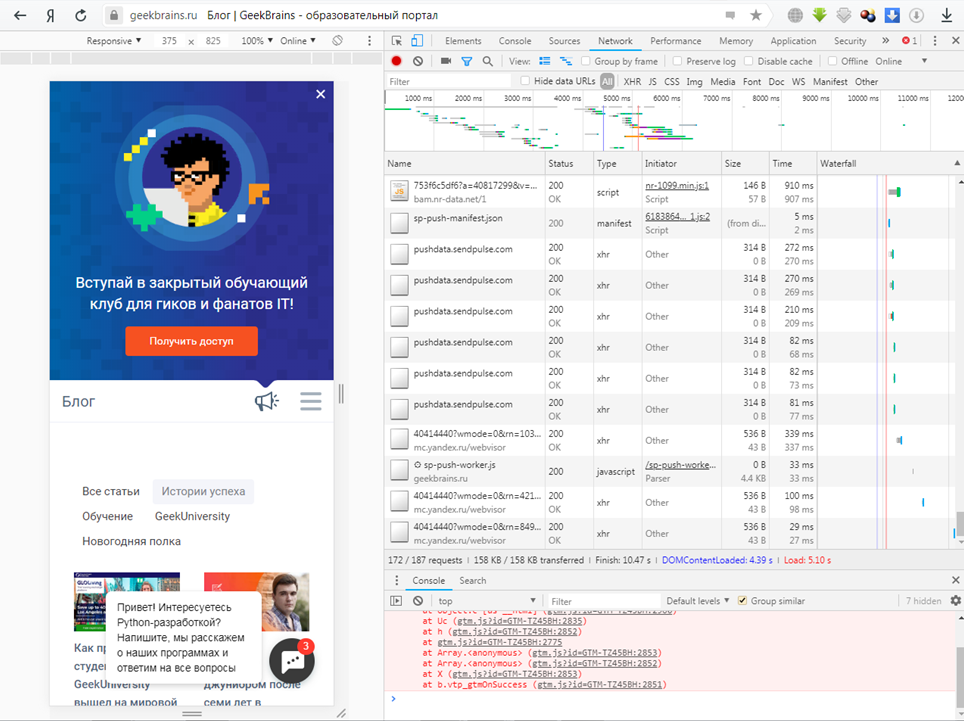 geekbrains.ru Блог | GeekBrains - образовательный портал
Responsive 375 x 825 100% Online
Elements Console Sources Network Performance Memory Application Security 1
View: Group by frame Preserve log Disable cache Offline Online
Filter Hide data URLs All XHR JS CSS Img Media Font Doc WS Manifest Other
1000 ms 2000 ms 3000 ms 4000 ms 5000 ms 6000 ms 7000 ms 8000 ms 9000 ms 10000 ms 11000 ms
Name Status Type Initiator Size Time Waterfall
753f6c5df6?a=40817299&v=... 200 script nr-1099.min.js:1 146 B 910 ms
bam.nr-data.net/1 OK Script 57 B 907 ms
sp-push-manifest.json 200 manifest 6183864... 1.js:2 (from di... 5 ms
Script 2 ms
pushdata.sendpulse.com 200 xhr Other 314 B 272 ms
OK 0 B 270 ms
pushdata.sendpulse.com 200 xhr Other 314 B 270 ms
OK 0 B 269 ms
pushdata.sendpulse.com 200 xhr Other 314 B 210 ms
OK 0 B 209 ms
pushdata.sendpulse.com 200 xhr Other 314 B 82 ms
OK 0 B 68 ms
pushdata.sendpulse.com 200 xhr Other 314 B 82 ms
OK 0 B 73 ms
pushdata.sendpulse.com 200 xhr Other 314 B 81 ms
OK 0 B 77 ms
40414440?wmode=0&rn=103... 200 xhr Other 536 B 339 ms
mc.yandex.ru/webvisor OK 43 B 337 ms
sp-push-worker.js 200 javascript /sp-push-worke... 0 B 33 ms
geekbrains.ru Parser 4.4 KB 33 ms
40414440?wmode=0&rn=421... 200 xhr Other 536 B 100 ms
mc.yandex.ru/webvisor OK 43 B 98 ms
40414440?wmode=0&rn=849... 200 xhr Other 536 B 29 ms
mc.yandex.ru/webvisor OK 43 B 27 ms
172 / 187 requests | 158 KB / 158 KB transferred | Finish: 10.47 s | DOMContentLoaded: 4.39 s | Load: 5.10 s
Console Search
top Filter Default levels Group similar 7 hidden
at Uc (gtm.js?id=GTM-TZ45BH:2835)
at h (gtm.js?id=GTM-TZ45BH:2852)
at gtm.js?id=GTM-TZ45BH:2775
at Array.<anonymous> (gtm.js?id=GTM-TZ45BH:2853)
at Array.<anonymous> (gtm.js?id=GTM-TZ45BH:2852)
at X (gtm.js?id=GTM-TZ45BH:2853)
at b.vtp_gtmOnSuccess (gtm.js?id=GTM-TZ45BH:2851)
Вступай в закрытый обучающий
клуб для гиков и фанатов IT!
Получить доступ
Блог
Все статьи Истории успеха
Обучение GeekUniversity
Новогодняя полка
Привет! Интересуетесь
Python-разработкой?
Напишите, мы расскажем
о наших программах и
ответим на все вопросы
3
Как
студе
GeekUniversity джуниором после
вышел на мировой семи лет в